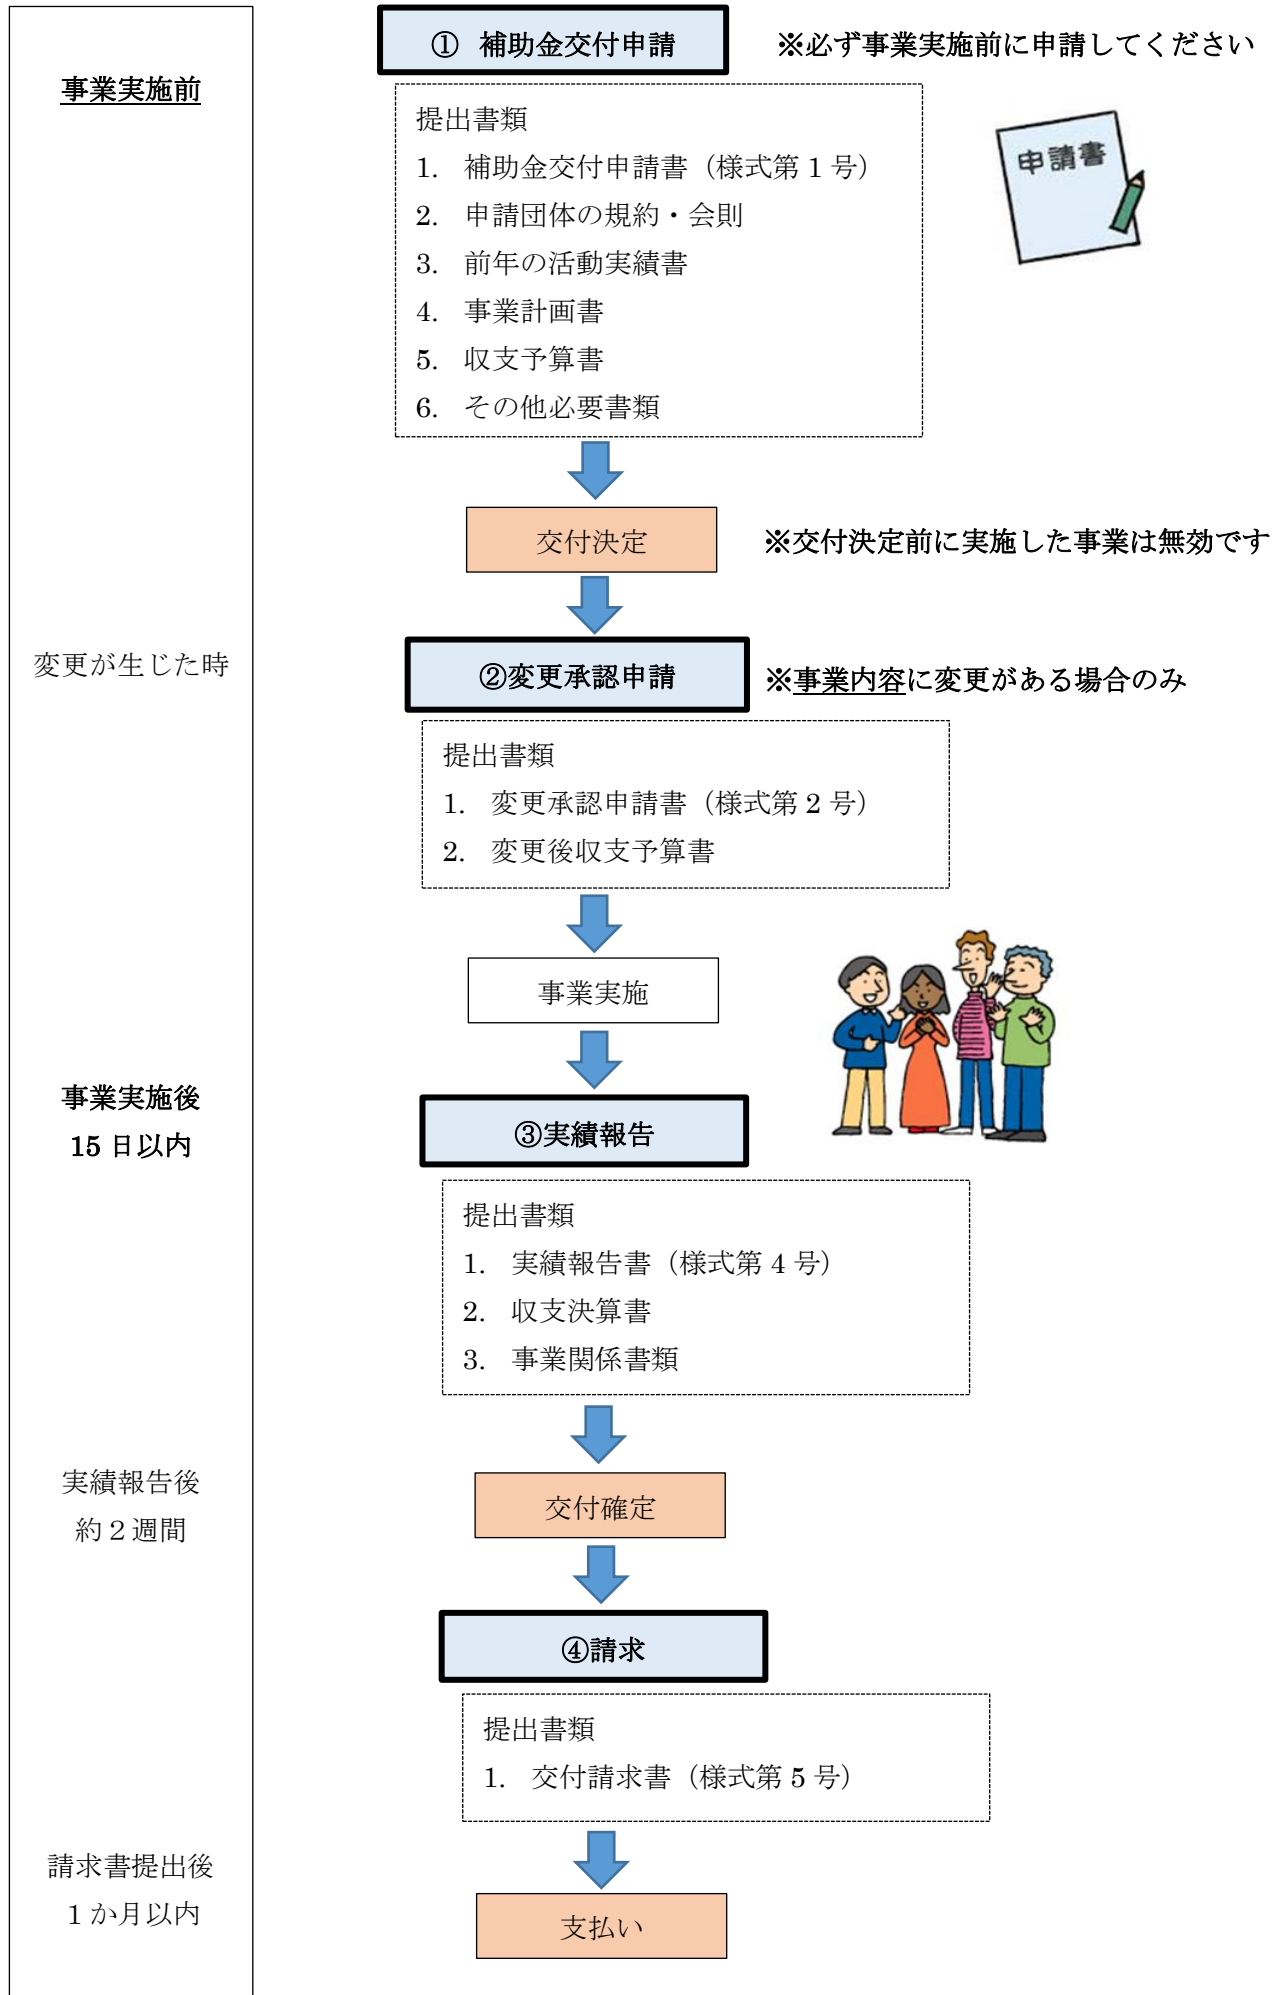 ① 補助金交付申請
※必ず事業実施前に申請してください
事業実施前
提出書類
1. 補助金交付申請書（様式第 1 号）
2. 申請団体の規約・会則
3. 前年の活動実績書
4. 事業計画書
5. 収支予算書
6. その他必要書類
申請書
交付決定
※交付決定前に実施した事業は無効です
変更が生じた時
②変更承認申請
※事業内容に変更がある場合のみ
提出書類
1. 変更承認申請書（様式第 2 号）
2. 変更後収支予算書
事業実施
事業実施後
15 日以内
③実績報告
提出書類
1. 実績報告書（様式第 4 号）
2. 収支決算書
3. 事業関係書類
実績報告後
約２週間
交付確定
④請求
提出書類
1. 交付請求書（様式第 5 号）
請求書提出後
１か月以内
支払い